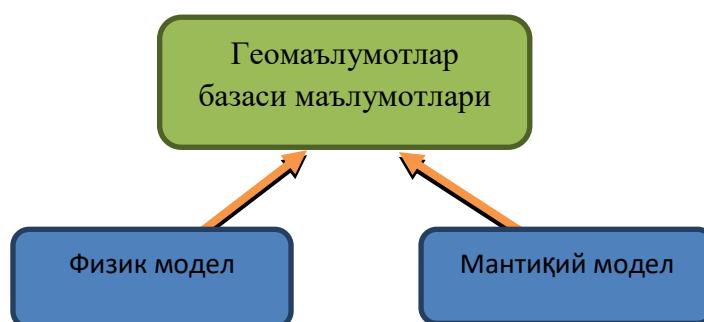 Геомаълумотлар
базаси маълумотлари
Физик модел
Мантиқий модел